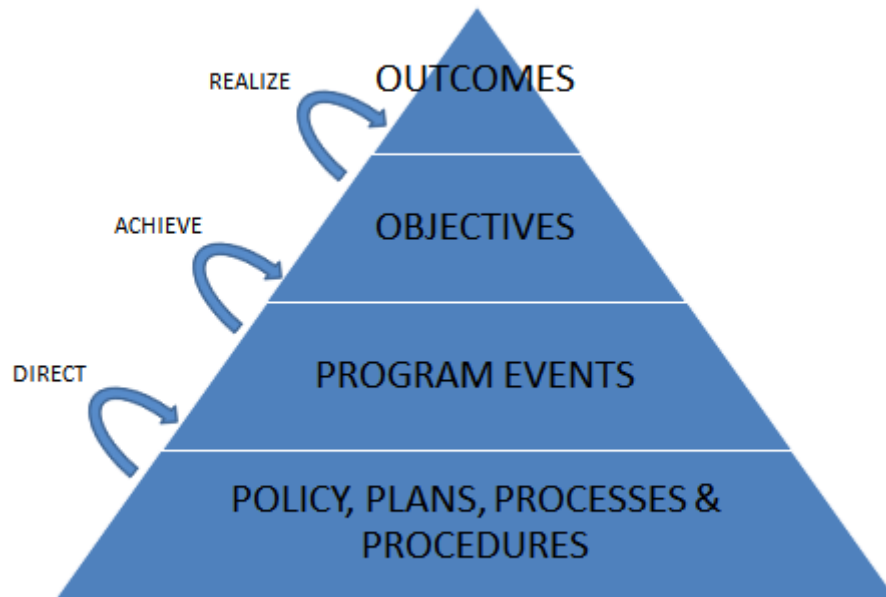 REALIZE
OUTCOMES
ACHIEVE
OBJECTIVES
DIRECT
PROGRAM EVENTS
POLICY, PLANS, PROCESSES &
PROCEDURES